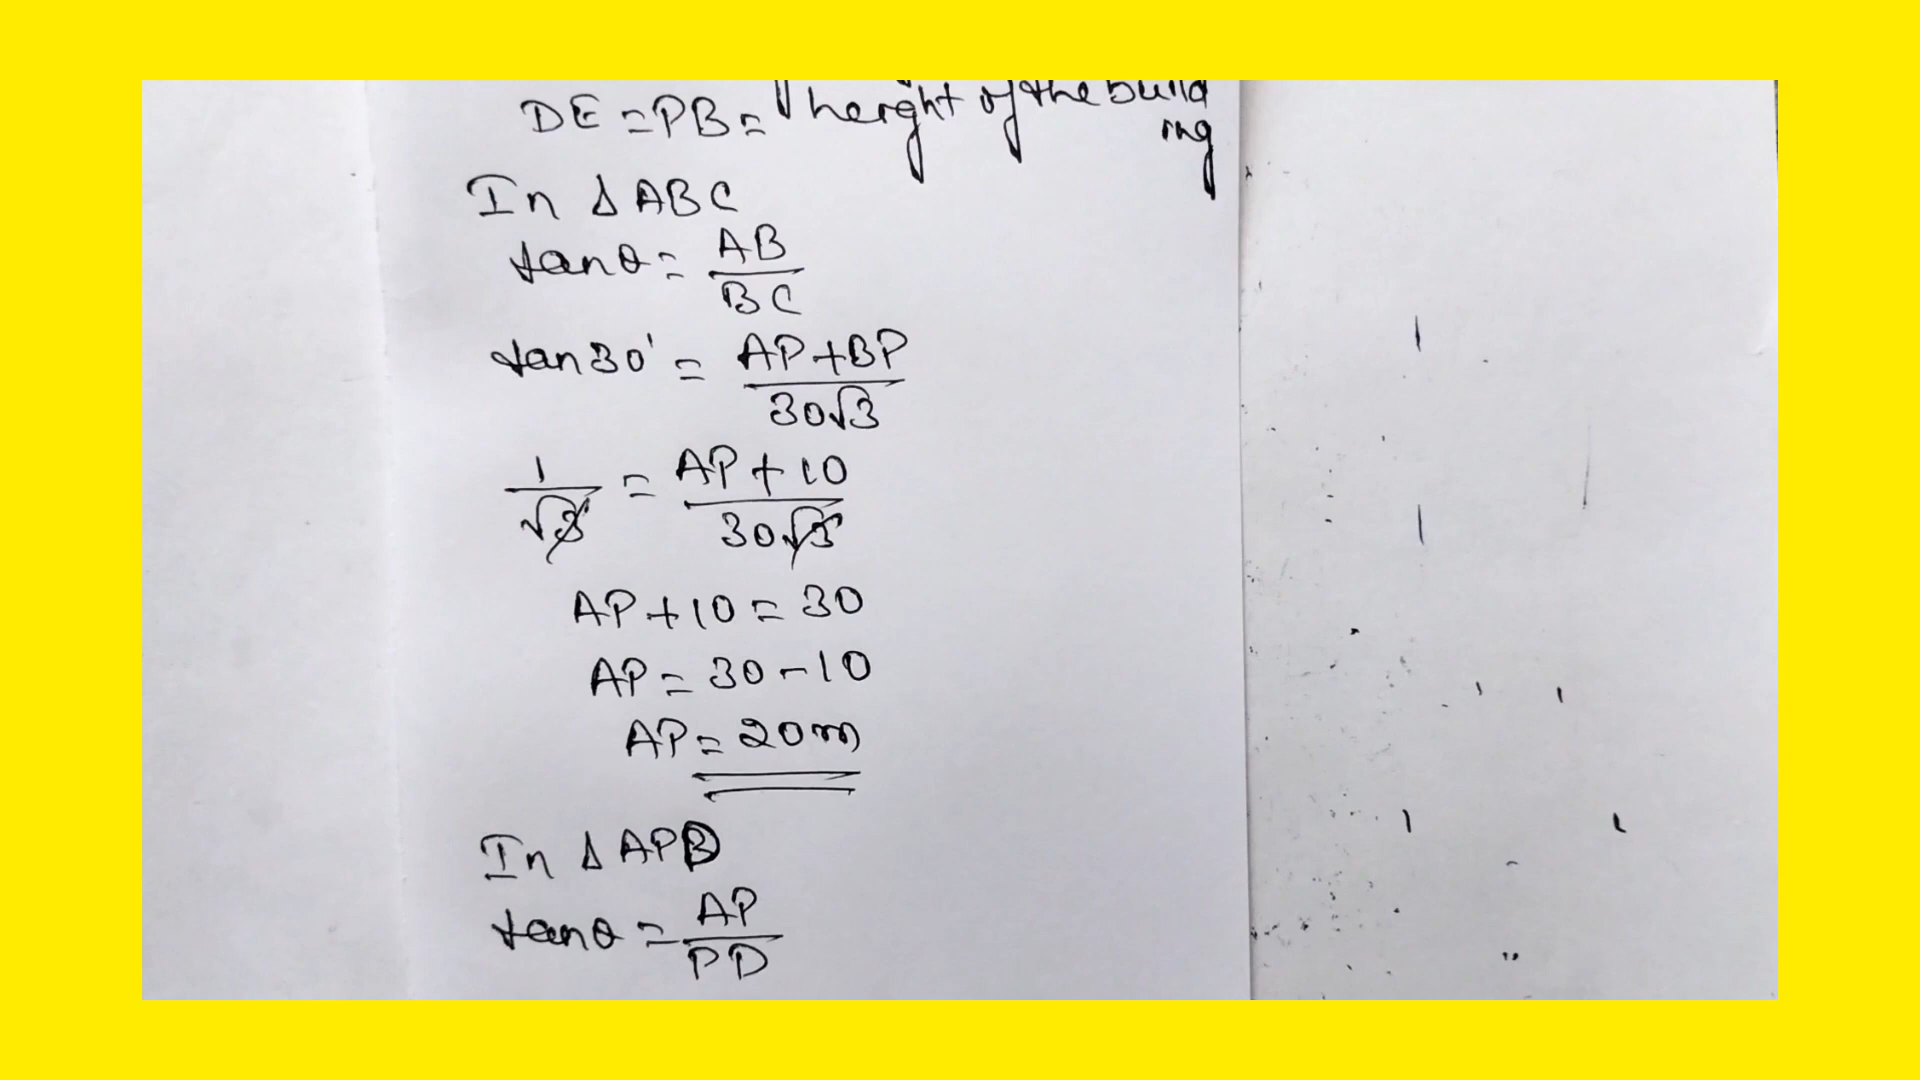 DE = PB = height of the build
ing
In Δ ABC
tanθ = AB/BC
tan30° = AP+BP/30√3
1/√3 = AP+10/30√3
AP+10 = 30
AP = 30-10
AP = 20m
In Δ APD
tanθ = AP/PD